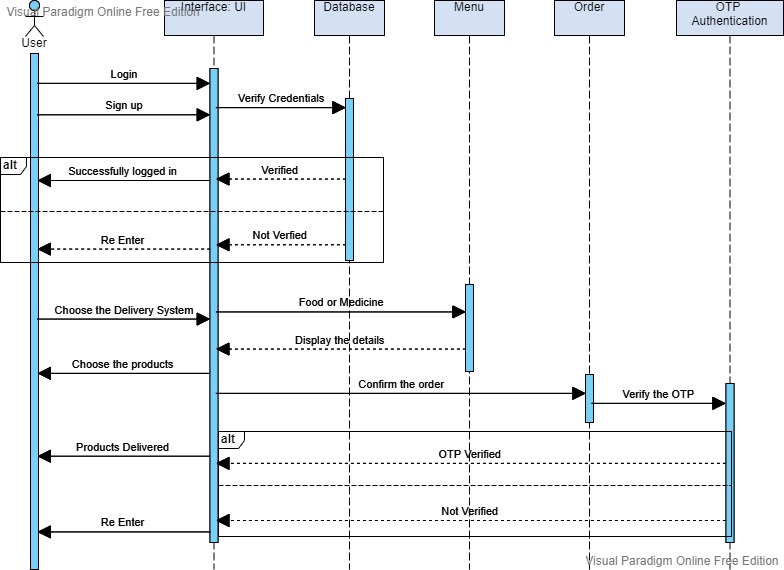 Visual Paradigm Online Free Edition
Interface: UI
Database
Menu
Order
OTP
Authentication
User
Login
Sign up
Verify Credentials
alt
Successfully logged in
Verified
Re Enter
Not Verfied
Choose the Delivery System
Food or Medicine
Display the details
Choose the products
Confirm the order
Verify the OTP
alt
Products Delivered
OTP Verified
Not Verified
Re Enter
Visual Paradigm Online Free Edition